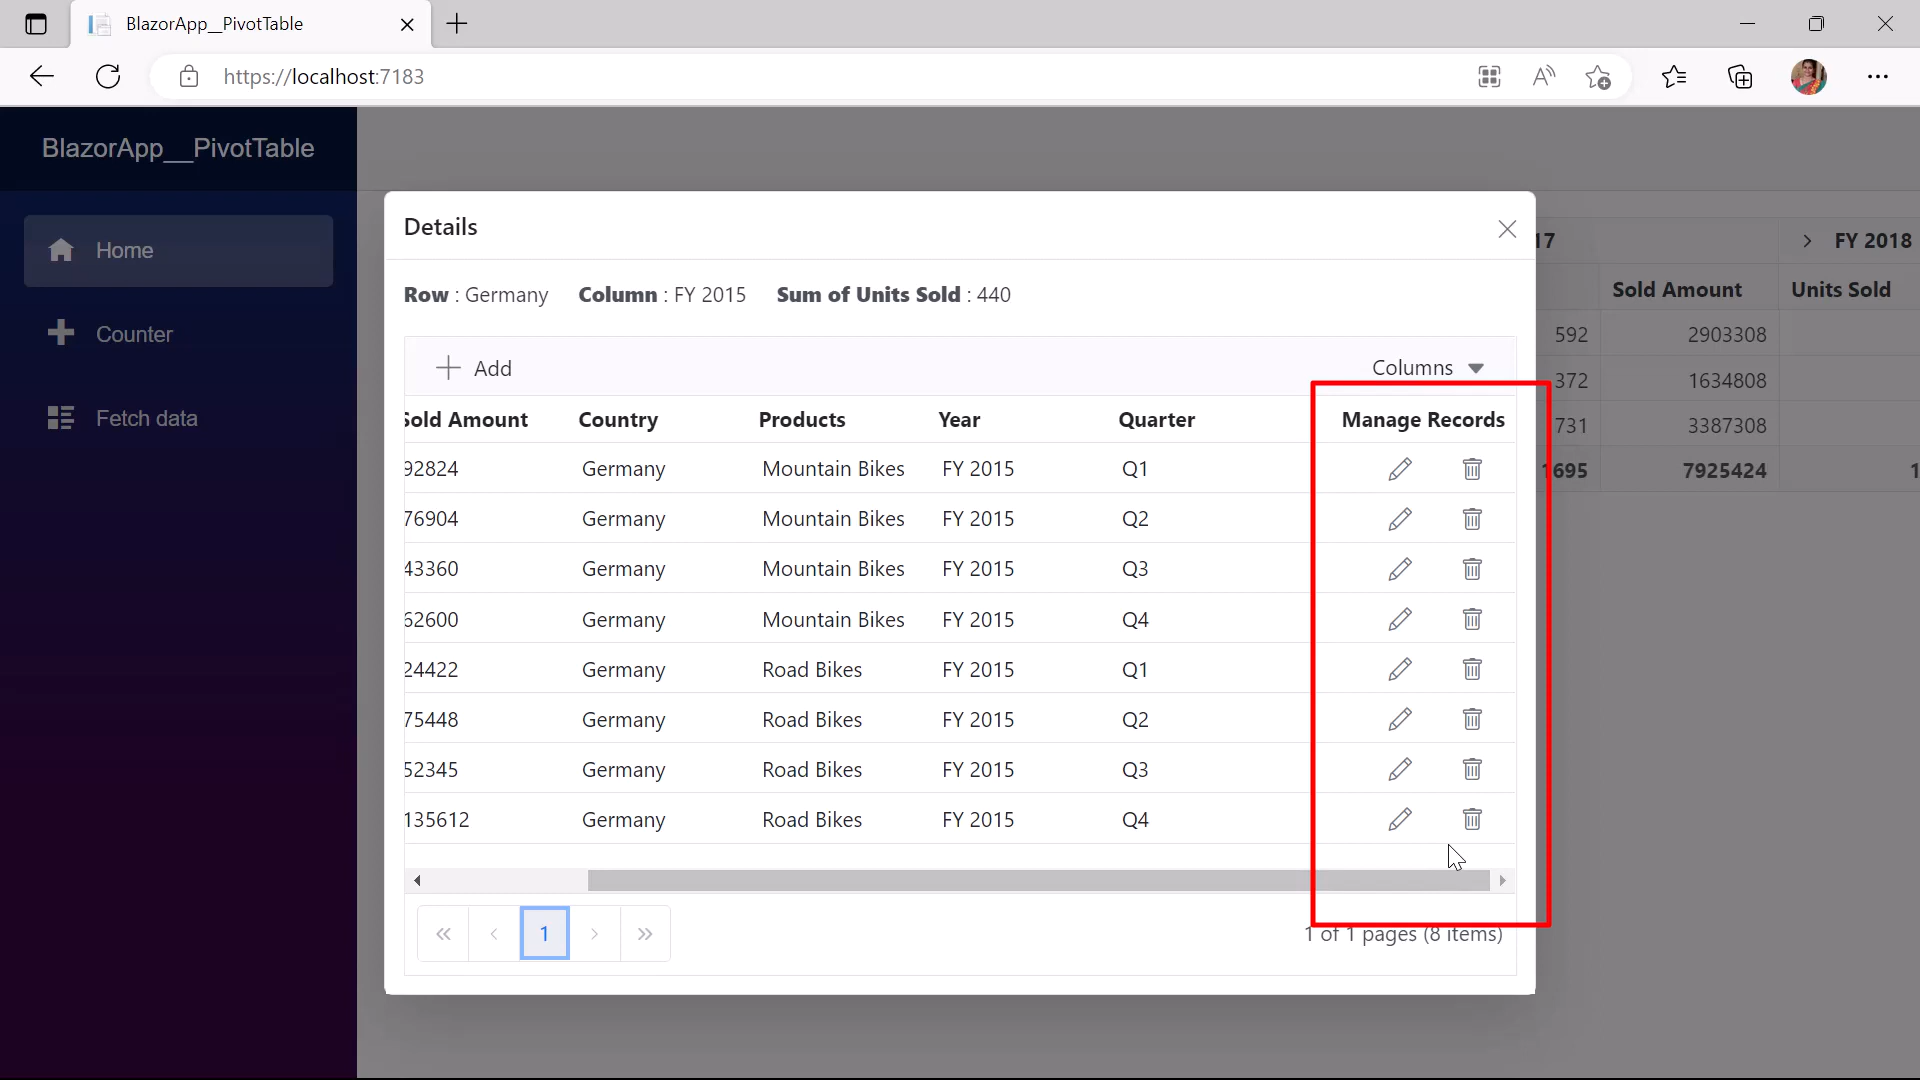 BlazorApp__PivotTable
https://localhost:7183
BlazorApp__PivotTable
Home
Counter
Fetch data
Details
Row : Germany Column : FY 2015 Sum of Units Sold : 440
Add Columns
Sold Amount Country Products Year Quarter Manage Records
92824 Germany Mountain Bikes FY 2015 Q1
76904 Germany Mountain Bikes FY 2015 Q2
43360 Germany Mountain Bikes FY 2015 Q3
62600 Germany Mountain Bikes FY 2015 Q4
24422 Germany Road Bikes FY 2015 Q1
75448 Germany Road Bikes FY 2015 Q2
52345 Germany Road Bikes FY 2015 Q3
135612 Germany Road Bikes FY 2015 Q4
1
1 of 1 pages (8 items)
17 FY 2018
Sold Amount Units Sold
592 2903308
372 1634808
731 3387308
1695 7925424 1